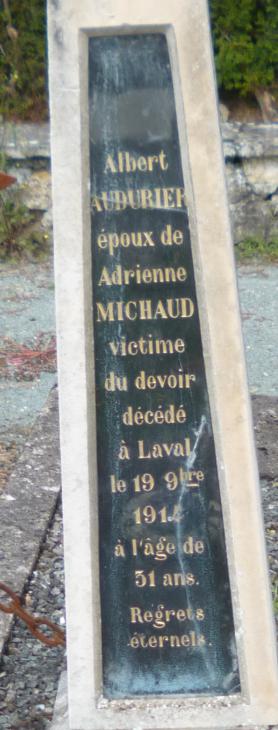 Albert
AUDURIER
époux de
Adrienne
MICHAUD
victime
du devoir
décédé
à Laval
le 19 9bre
1914
à l'âge de
31 ans.
Regrets
éternels.